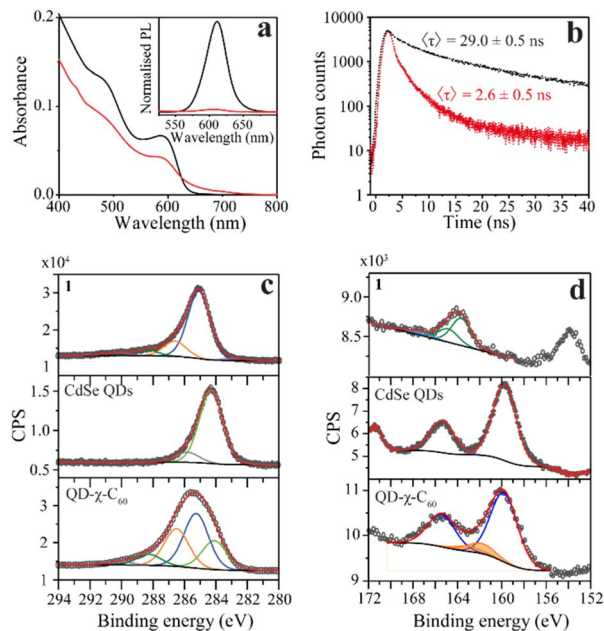 a
0.2
0.1
0.0
Absorbance
400 500 600 700 800
Wavelength (nm)
Normalised PL
550 600 650
Wavelength (nm)
b
10000
1000
100
10
1
Photon counts
⟨τ⟩ = 29.0 ± 0.5 ns
⟨τ⟩ = 2.6 ± 0.5 ns
0 5 10 15 20 25 30 35 40
Time (ns)
x10⁴
1
c
3
2
1
CdSe QDs
1.5
1.0
0.5
CPS
QD-χ-C₆₀
3
2
1
294 292 290 288 286 284 282 280
Binding energy (eV)
x10³
1
d
9.0
8.5
CdSe QDs
8
7
6
5
4
CPS
QD-χ-C₆₀
11
10
9
172 168 164 160 156 152
Binding energy (eV)